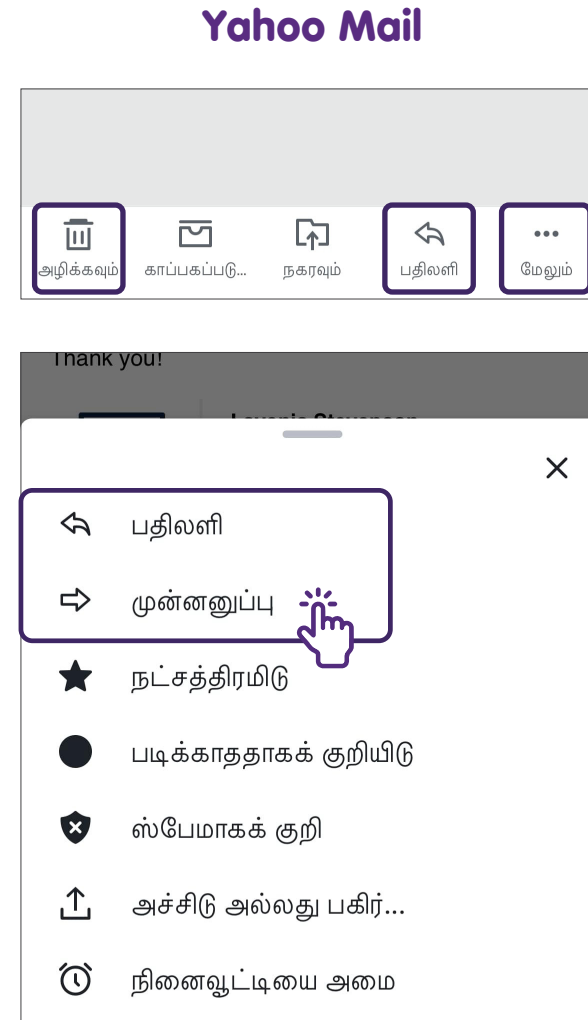 Yahoo Mail
அழிக்கவும்
காப்பகப்படு...
நகரவும்
பதிலளி
மேலும்
Thank you!
பதிலளி
முன்னனுப்பு
நட்சத்திரமிடு
படிக்காததாகக் குறியிடு
ஸ்பேமாகக் குறி
அச்சிடு அல்லது பகிர்...
நினைவூட்டியை அமை